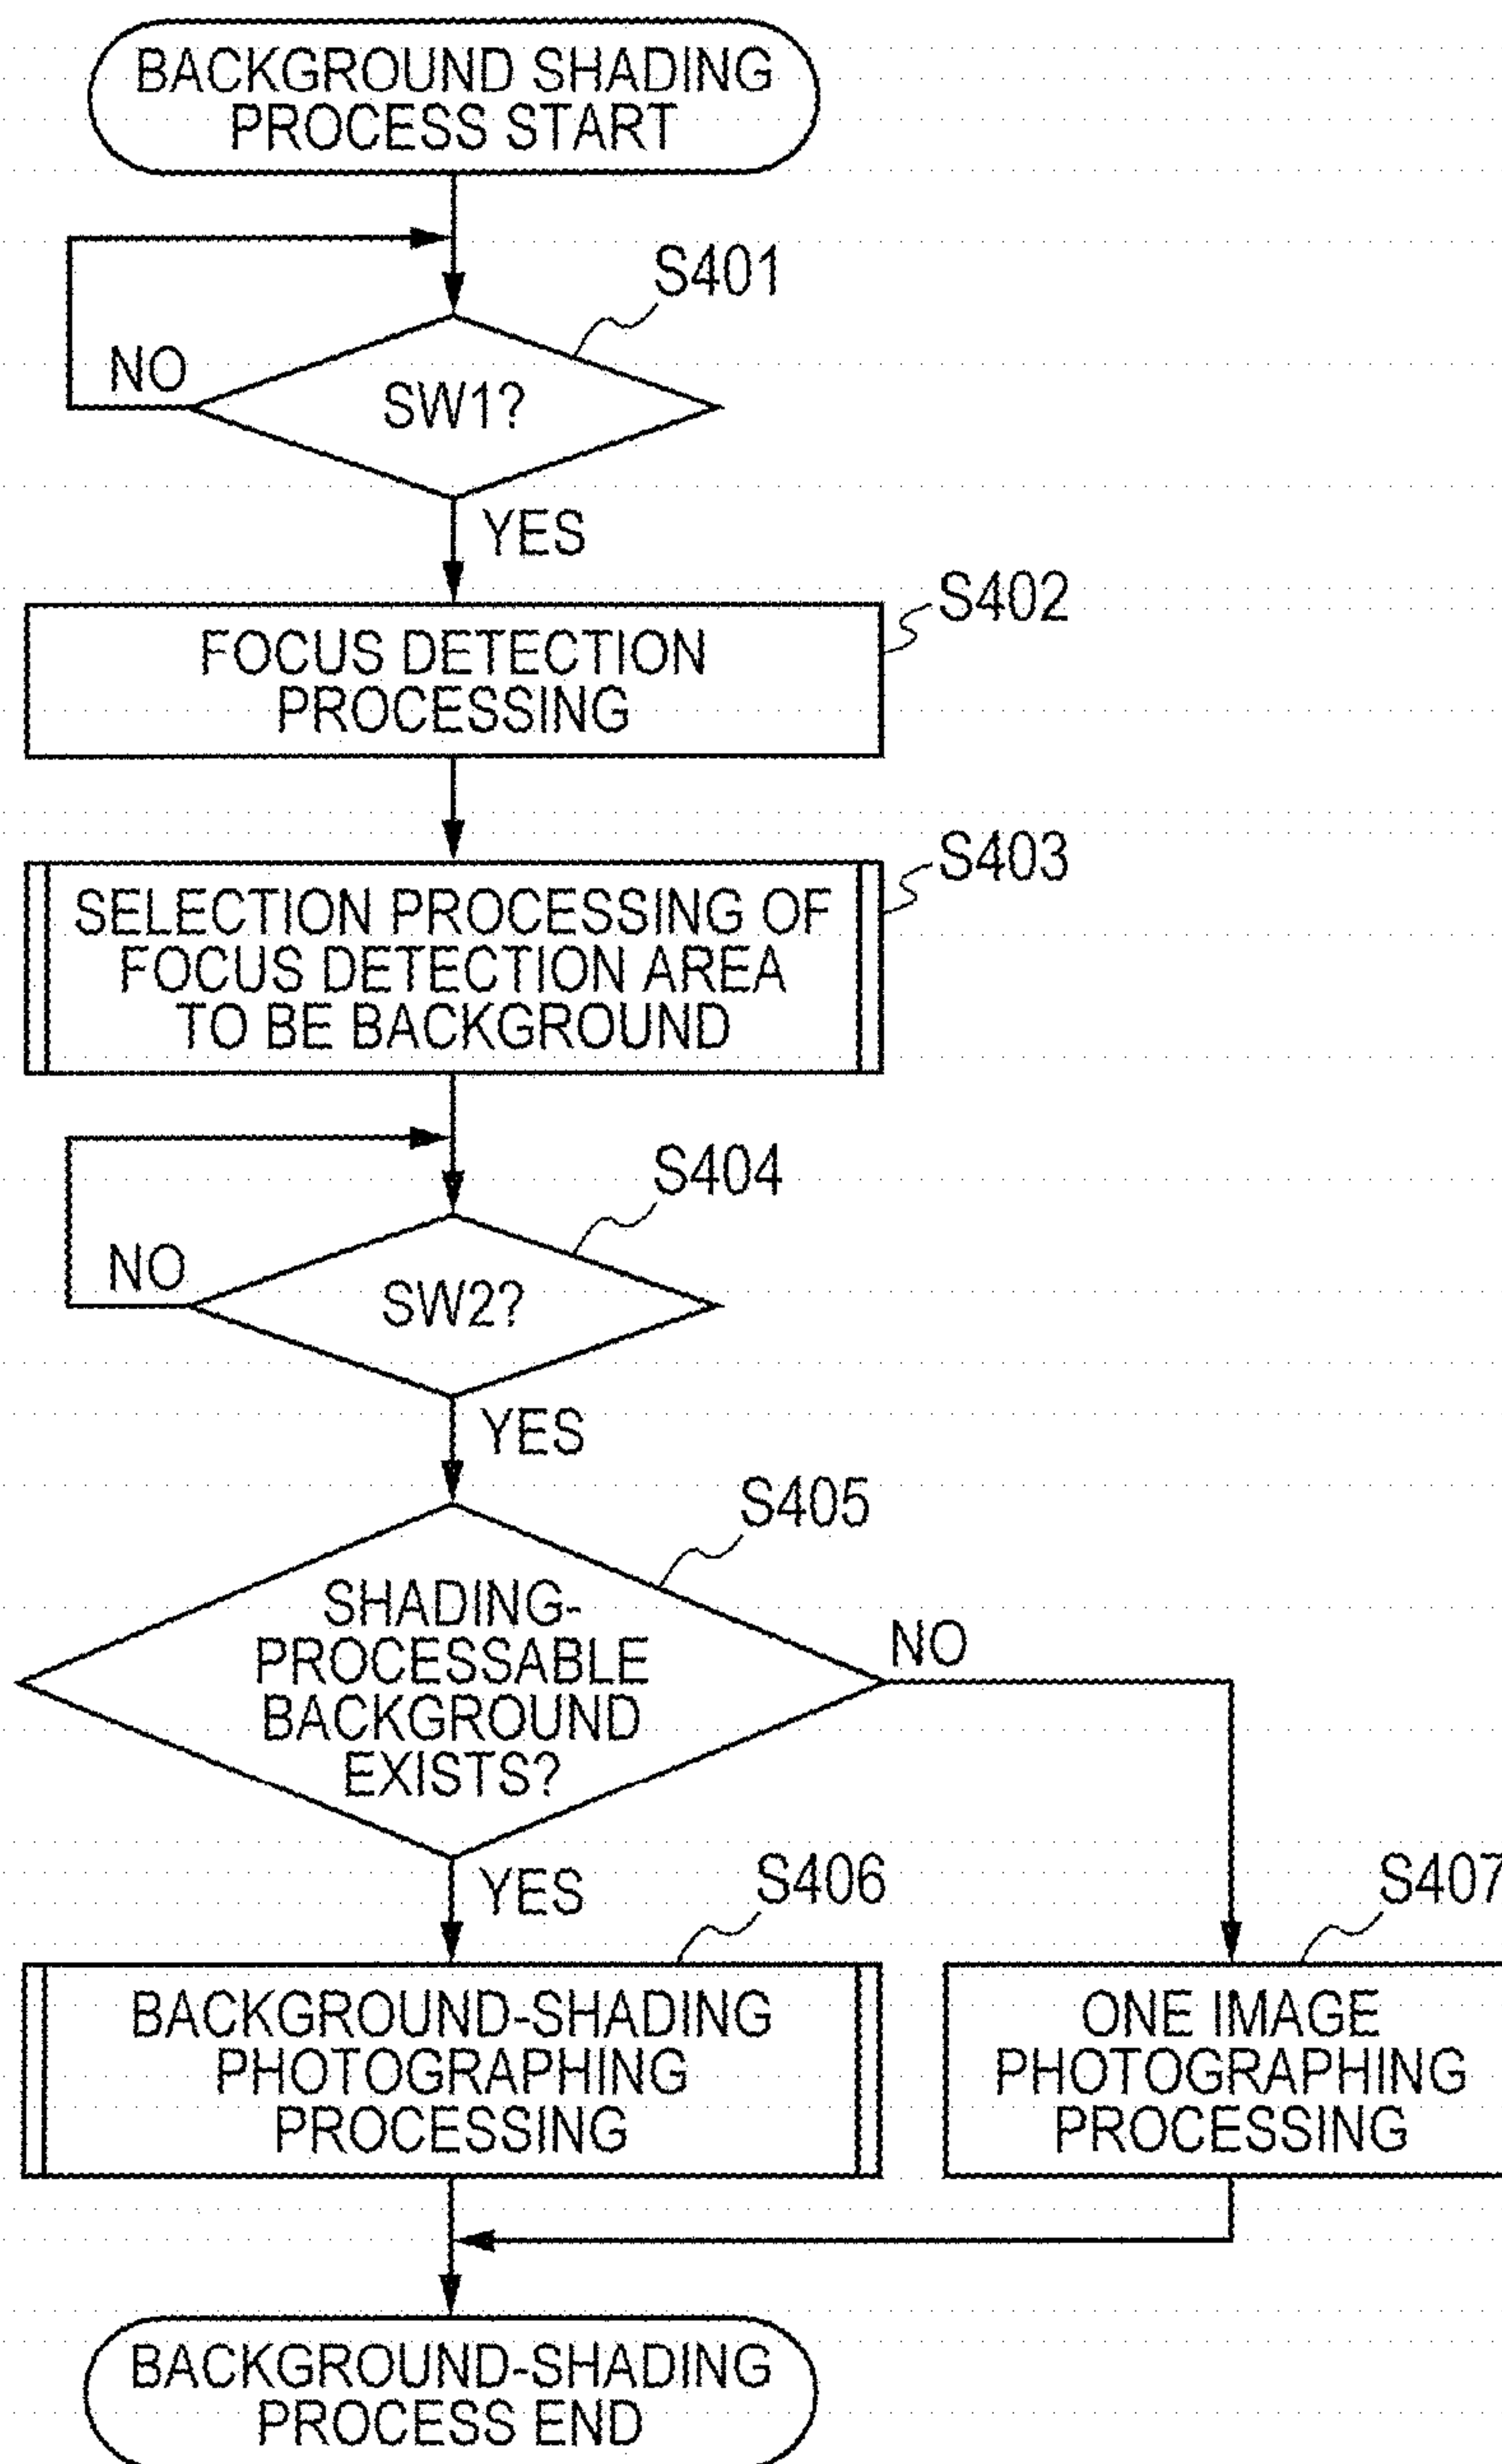 BACKGROUND SHADING
PROCESS START
S401
NO
SW1?
YES
S402
FOCUS DETECTION
PROCESSING
S403
SELECTION PROCESSING OF
FOCUS DETECTION AREA
TO BE BACKGROUND
S404
NO
SW2?
YES
S405
SHADING-
PROCESSABLE
BACKGROUND
EXISTS?
NO
YES
S406
S407
BACKGROUND-SHADING
PHOTOGRAPHING
PROCESSING
ONE IMAGE
PHOTOGRAPHING
PROCESSING
BACKGROUND-SHADING
PROCESS END